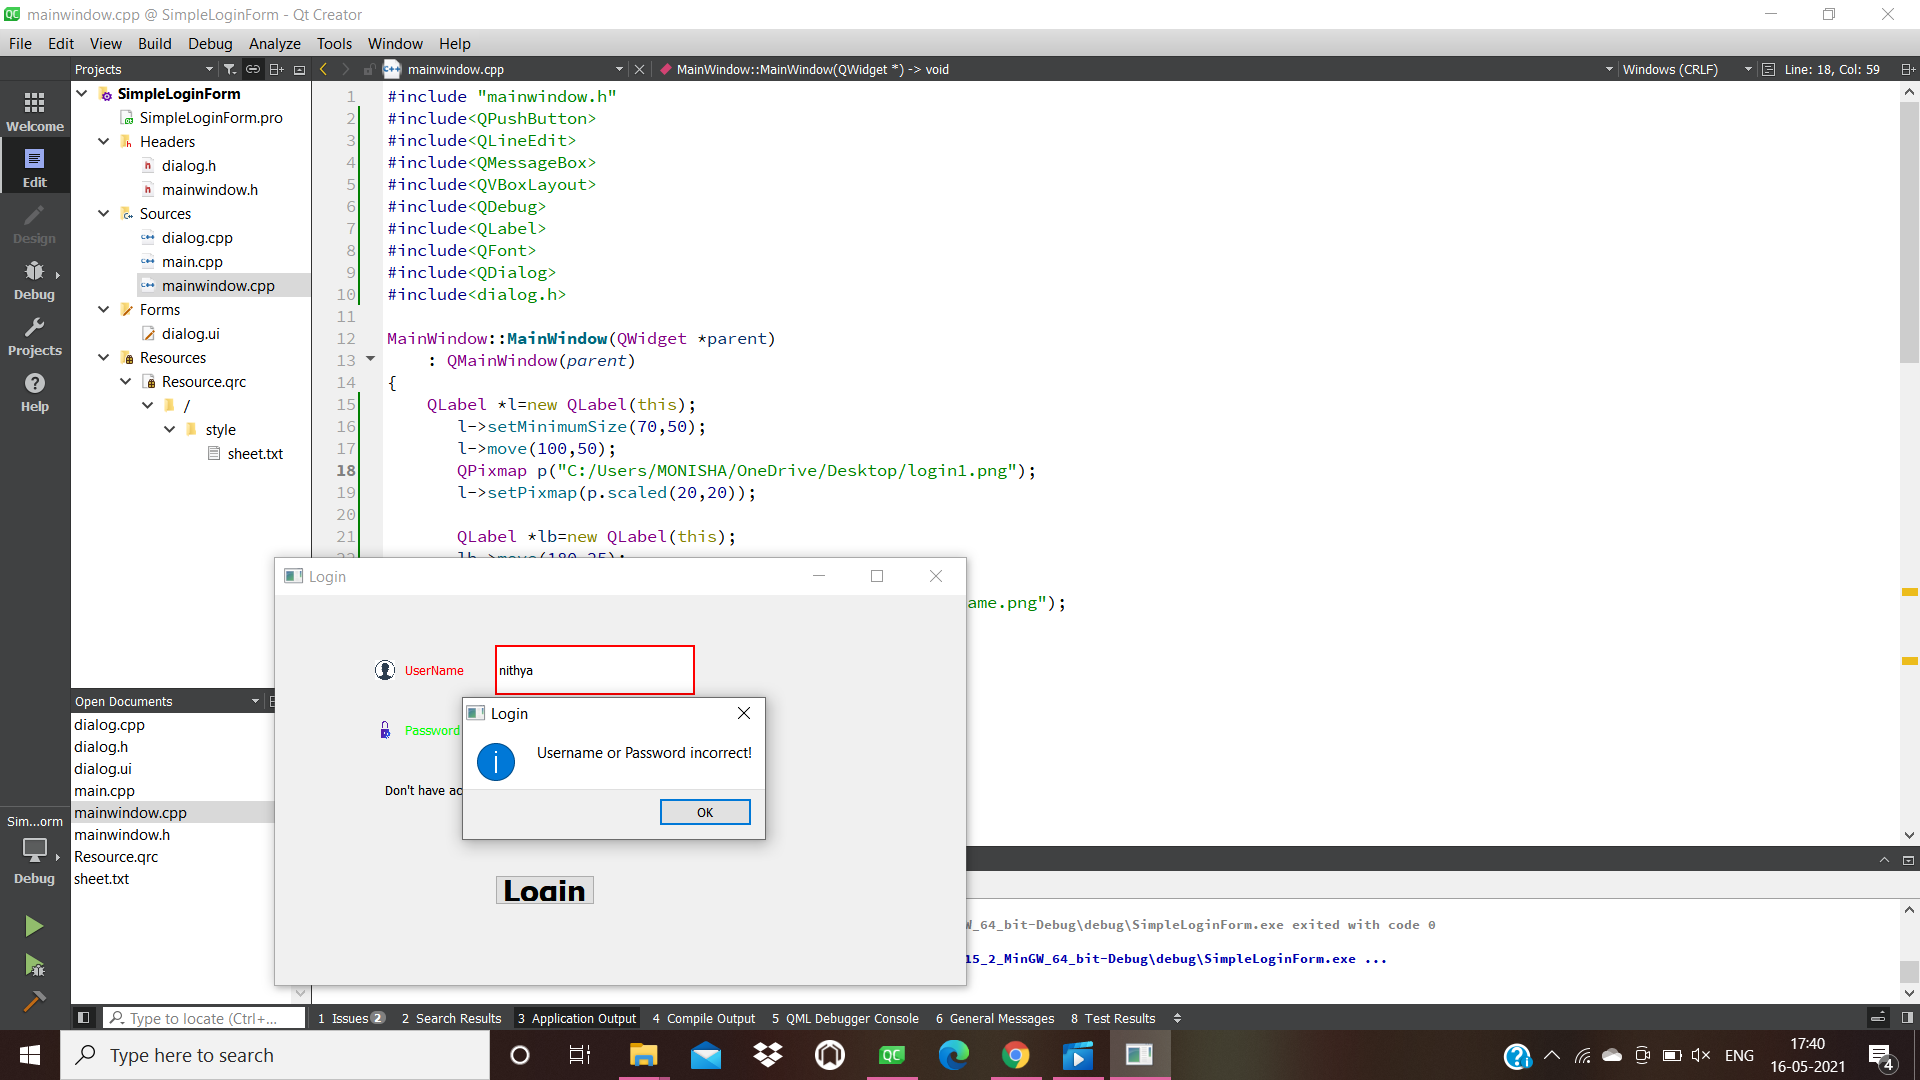 mainwindow.cpp @ SimpleLoginForm - Qt Creator
File Edit View Build Debug Analyze Tools Window Help
Projects mainwindow.cpp MainWindow::MainWindow(QWidget *) -> void Windows (CRLF) Line: 18, Col: 59
Welcome
Edit
Design
Debug
Projects
Help
SimpleLoginForm
SimpleLoginForm.pro
Headers
dialog.h
mainwindow.h
Sources
dialog.cpp
main.cpp
mainwindow.cpp
Forms
dialog.ui
Resources
Resource.qrc
/
style
sheet.txt
1 #include "mainwindow.h"
2 #include<QPushButton>
3 #include<QLineEdit>
4 #include<QMessageBox>
5 #include<QVBoxLayout>
6 #include<QDebug>
7 #include<QLabel>
8 #include<QFont>
9 #include<QDialog>
10 #include<dialog.h>
11
12 MainWindow::MainWindow(QWidget *parent)
13 : QMainWindow(parent)
14 {
15 QLabel *l=new QLabel(this);
16 l->setMinimumSize(70,50);
17 l->move(100,50);
18 QPixmap p("C:/Users/MONISHA/OneDrive/Desktop/login1.png");
19 l->setPixmap(p.scaled(20,20));
20
21 QLabel *lb=new QLabel(this);
22 lb->move(180,25);
ame.png");
Login
UserName nithya
Password
Don't have ac
Login
Login
Username or Password incorrect!
OK
Open Documents
dialog.cpp
dialog.h
dialog.ui
main.cpp
mainwindow.cpp
mainwindow.h
Resource.qrc
sheet.txt
Sim...orm
Debug
W_64_bit-Debug\debug\SimpleLoginForm.exe exited with code 0
15_2_MinGW_64_bit-Debug\debug\SimpleLoginForm.exe ...
Type to locate (Ctrl+... 1 Issues 2 2 Search Results 3 Application Output 4 Compile Output 5 QML Debugger Console 6 General Messages 8 Test Results
Type here to search
ENG
17:40
16-05-2021
4